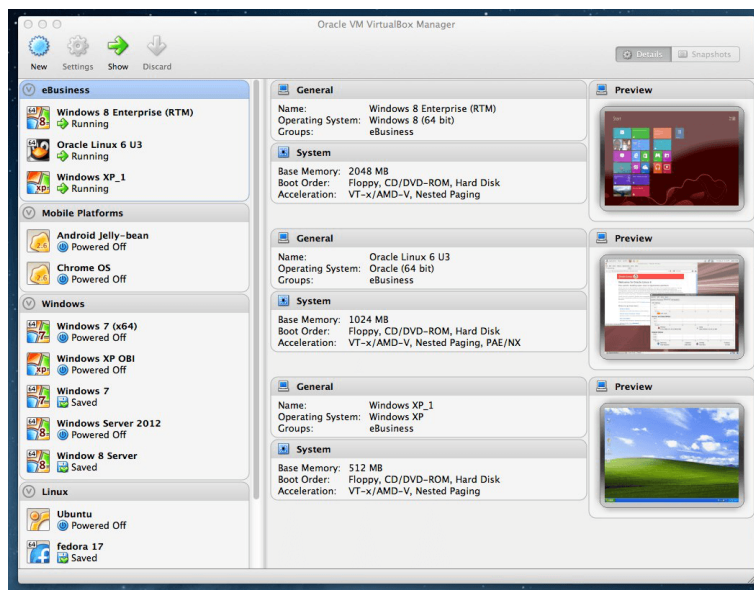 Oracle VM VirtualBox Manager
New Settings Show Discard
Details Snapshots
eBusiness
Windows 8 Enterprise (RTM)
Running
Oracle Linux 6 U3
Running
Windows XP_1
Running
Mobile Platforms
Android Jelly-bean
Powered Off
Chrome OS
Powered Off
Windows
Windows 7 (x64)
Powered Off
Windows XP OBI
Powered Off
Windows 7
Saved
Windows Server 2012
Powered Off
Window 8 Server
Saved
Linux
Ubuntu
Powered Off
fedora 17
Saved
General
Name: Windows 8 Enterprise (RTM)
Operating System: Windows 8 (64 bit)
Groups: eBusiness
System
Base Memory: 2048 MB
Boot Order: Floppy, CD/DVD-ROM, Hard Disk
Acceleration: VT-x/AMD-V, Nested Paging
Preview
General
Name: Oracle Linux 6 U3
Operating System: Oracle (64 bit)
Groups: eBusiness
System
Base Memory: 1024 MB
Boot Order: Floppy, CD/DVD-ROM, Hard Disk
Acceleration: VT-x/AMD-V, Nested Paging, PAE/NX
Preview
General
Name: Windows XP_1
Operating System: Windows XP
Groups: eBusiness
System
Base Memory: 512 MB
Boot Order: Floppy, CD/DVD-ROM, Hard Disk
Acceleration: VT-x/AMD-V, Nested Paging
Preview